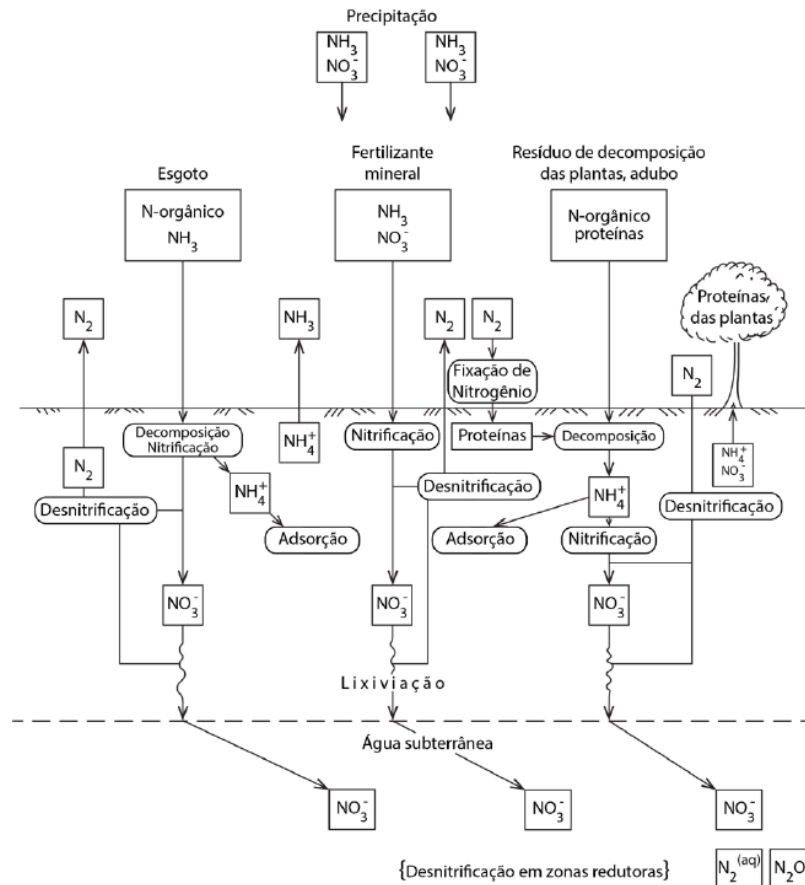 Precipitação
NH3
NO3-
NH3
NO3-
Esgoto
N-orgânico
NH3
Fertilizante
mineral
NH3
NO3-
Resíduo de decomposição
das plantas, adubo
N-orgânico
proteínas
Proteínas
das plantas
N2
NH3
N2
N2
Fixação de
Nitrogênio
N2
Decomposição
Nitrificação
NH4+
Nitrificação
Proteínas
Decomposição
NH4+
NO3-
N2
Desnitrificação
NH4+
Adsorção
Desnitrificação
NH4+
Adsorção
Nitrificação
Desnitrificação
NO3-
NO3-
NO3-
Lixiviação
Água subterrânea
NO3-
NO3-
NO3-
{Desnitrificação em zonas redutoras}
N2(aq)
N2O